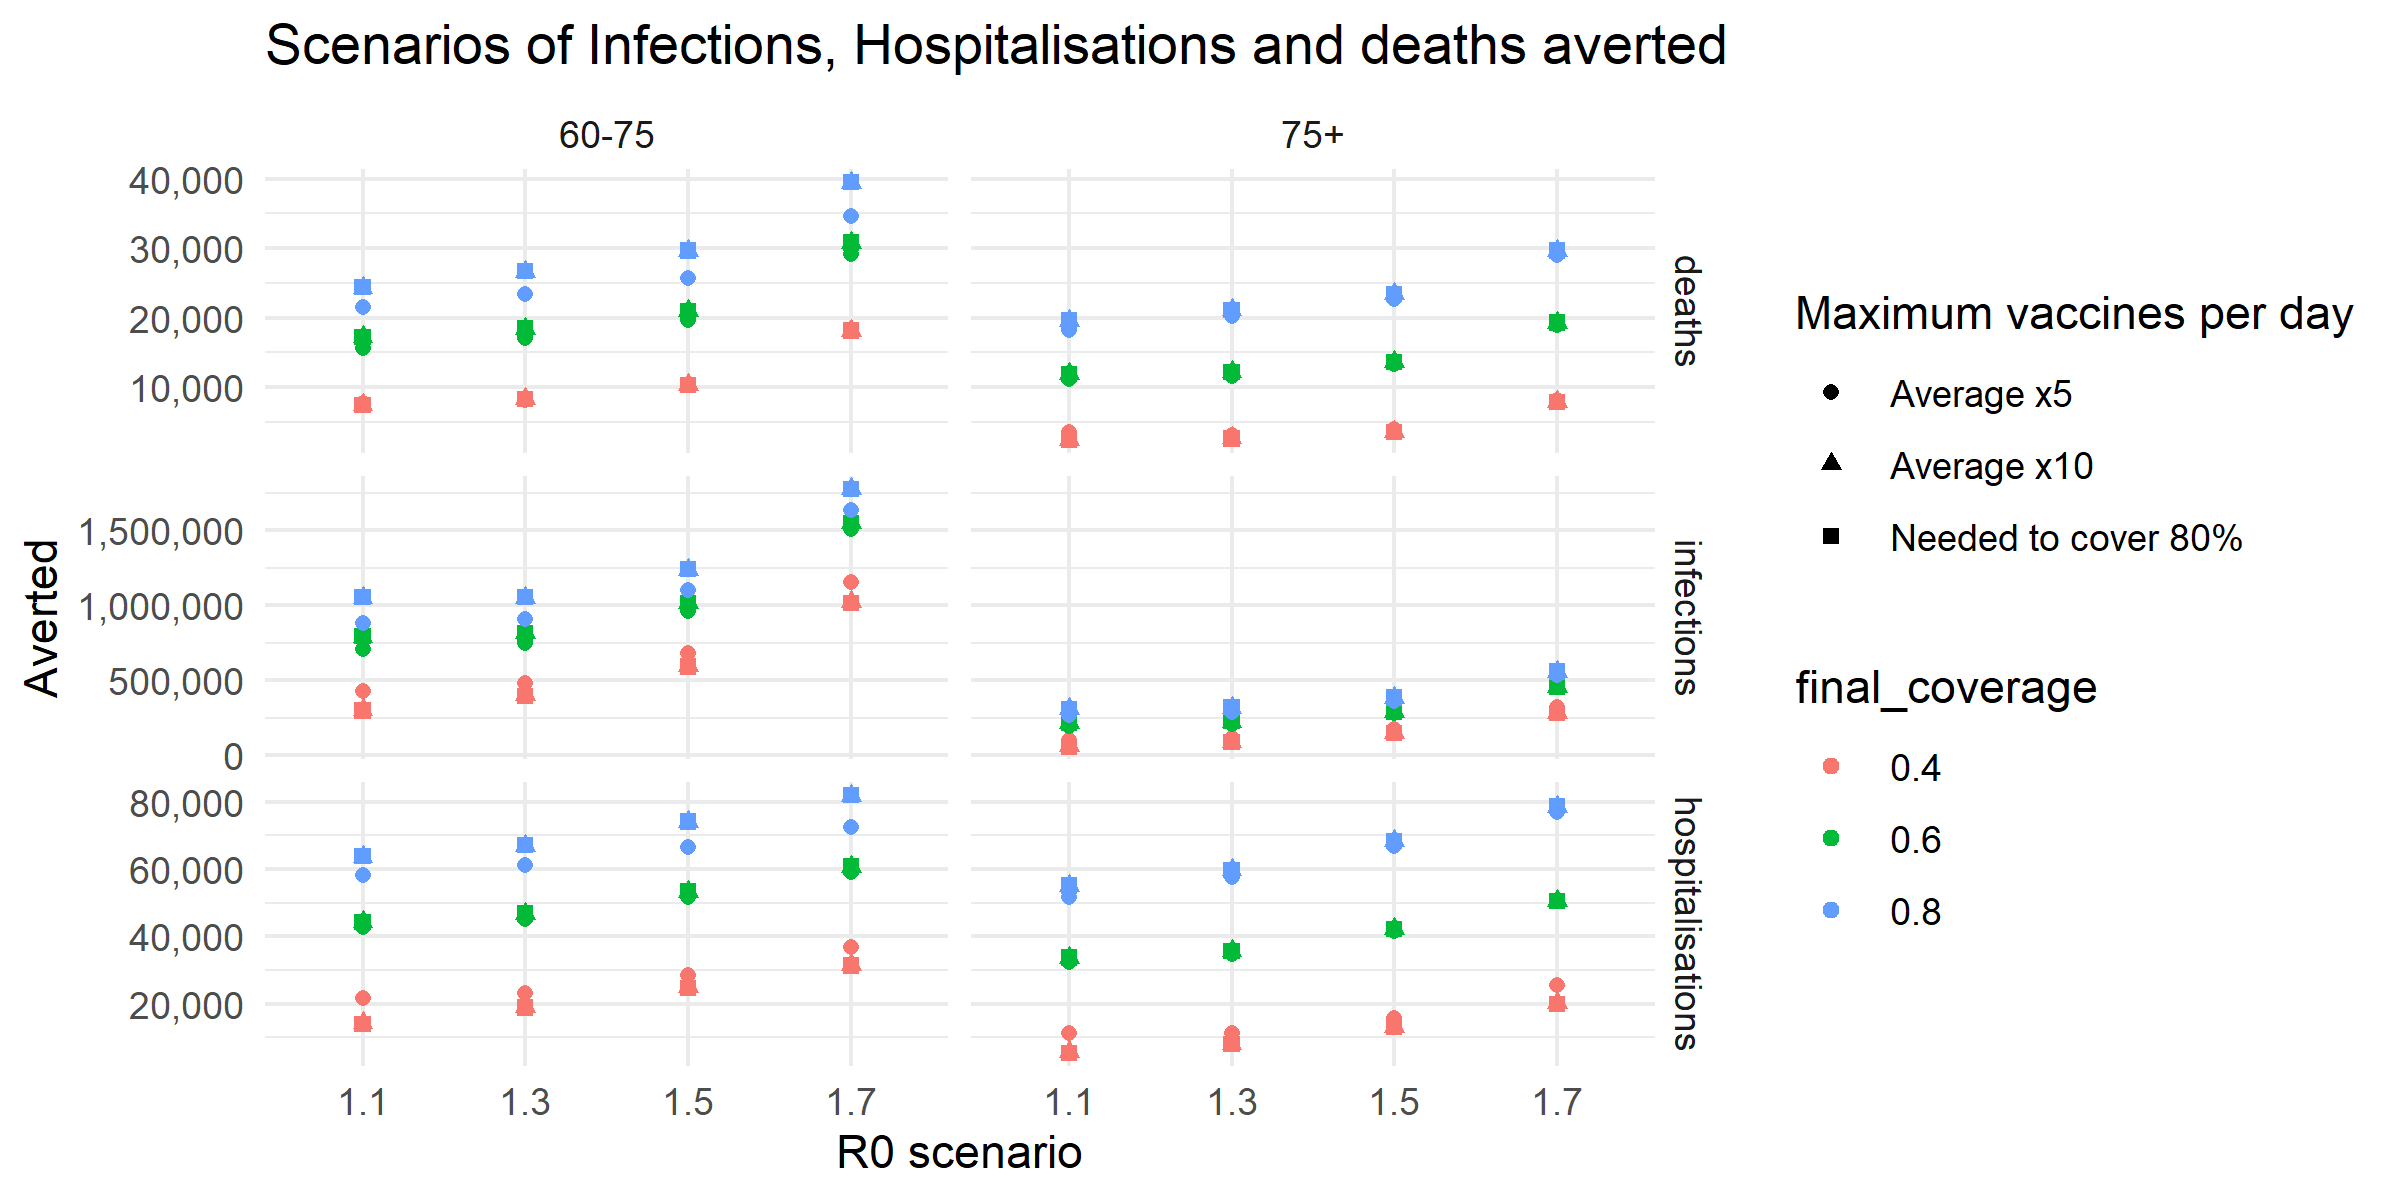 Scenarios of Infections, Hospitalisations and deaths averted
60-75
75+
40,000
30,000
20,000
10,000
deaths
1,500,000
1,000,000
500,000
0
infections
80,000
60,000
40,000
20,000
hospitalisations
Averted
1.1 1.3 1.5 1.7
1.1 1.3 1.5 1.7
R0 scenario
Maximum vaccines per day
Average x5
Average x10
Needed to cover 80%
final_coverage
0.4
0.6
0.8